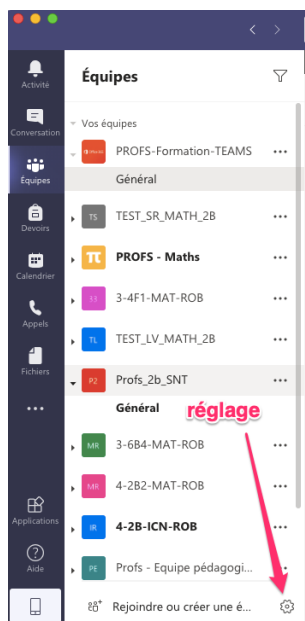 Activité
Conversation
Équipes
Devoirs
Calendrier
Appels
Fichiers
Applications
Aide
Équipes
Vos équipes
PROFS-Formation-TEAMS
Général
TS TEST_SR_MATH_2B
π PROFS - Maths
3-4F1-MAT-ROB
TL TEST_LV_MATH_2B
P2 Profs_2b_SNT
Général
réglage
MR 3-6B4-MAT-ROB
MR 4-2B2-MAT-ROB
IR 4-2B-ICN-ROB
PE Profs - Equipe pédagogi...
Rejoindre ou créer une é...